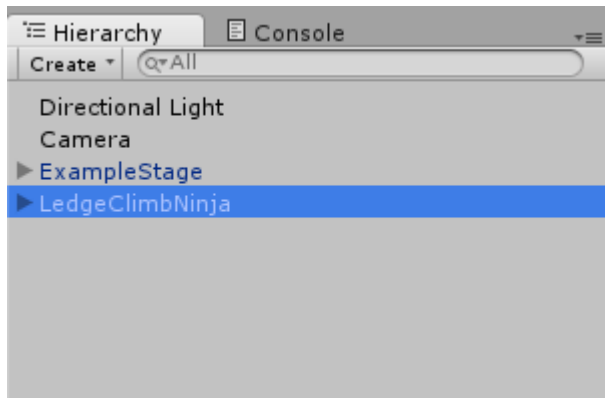 Hierarchy Console
Create All
Directional Light
Camera
ExampleStage
LedgeClimbNinja